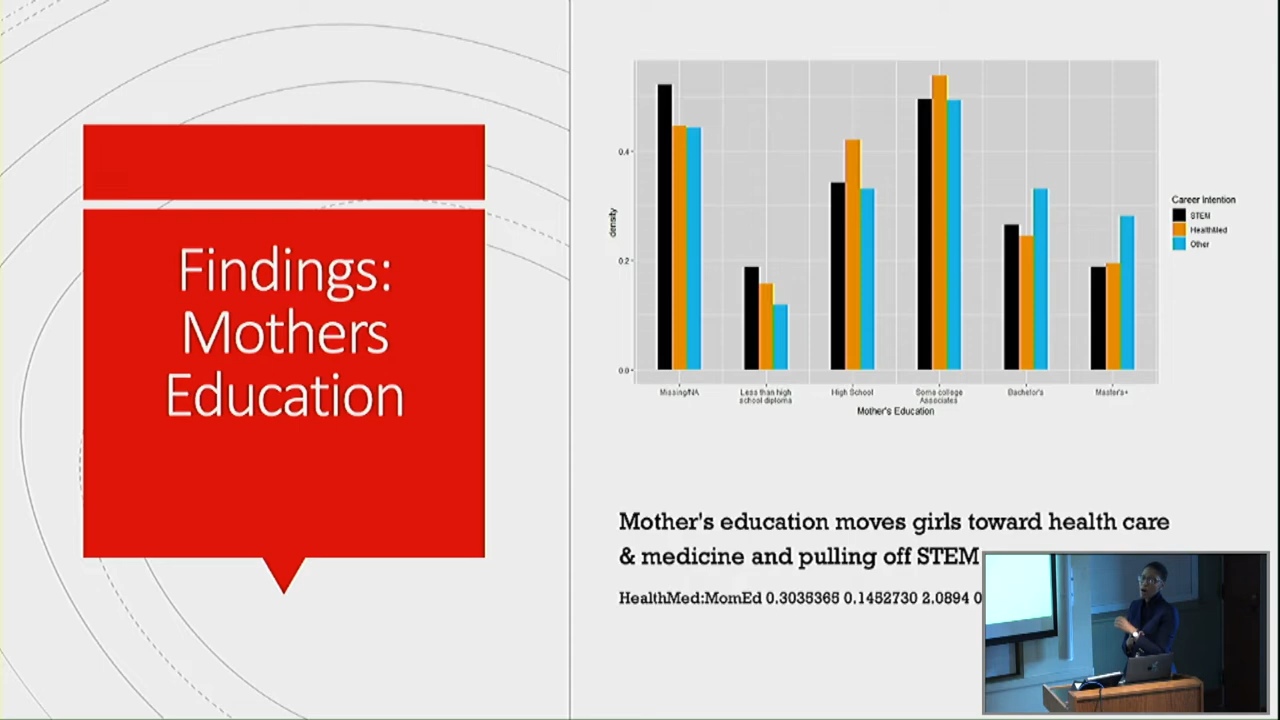 Findings:
Mothers
Education
0.4
0.2
0.0
density
Missing/NA
Less than high
school diploma
High School
Some college
Associates
Bachelor's
Master's+
Mother's Education
Career Intention
STEM
HealthMed
Other
Mother's education moves girls toward health care
& medicine and pulling off STEM
HealthMed:MomEd 0.3035365 0.1452730 2.0894 0